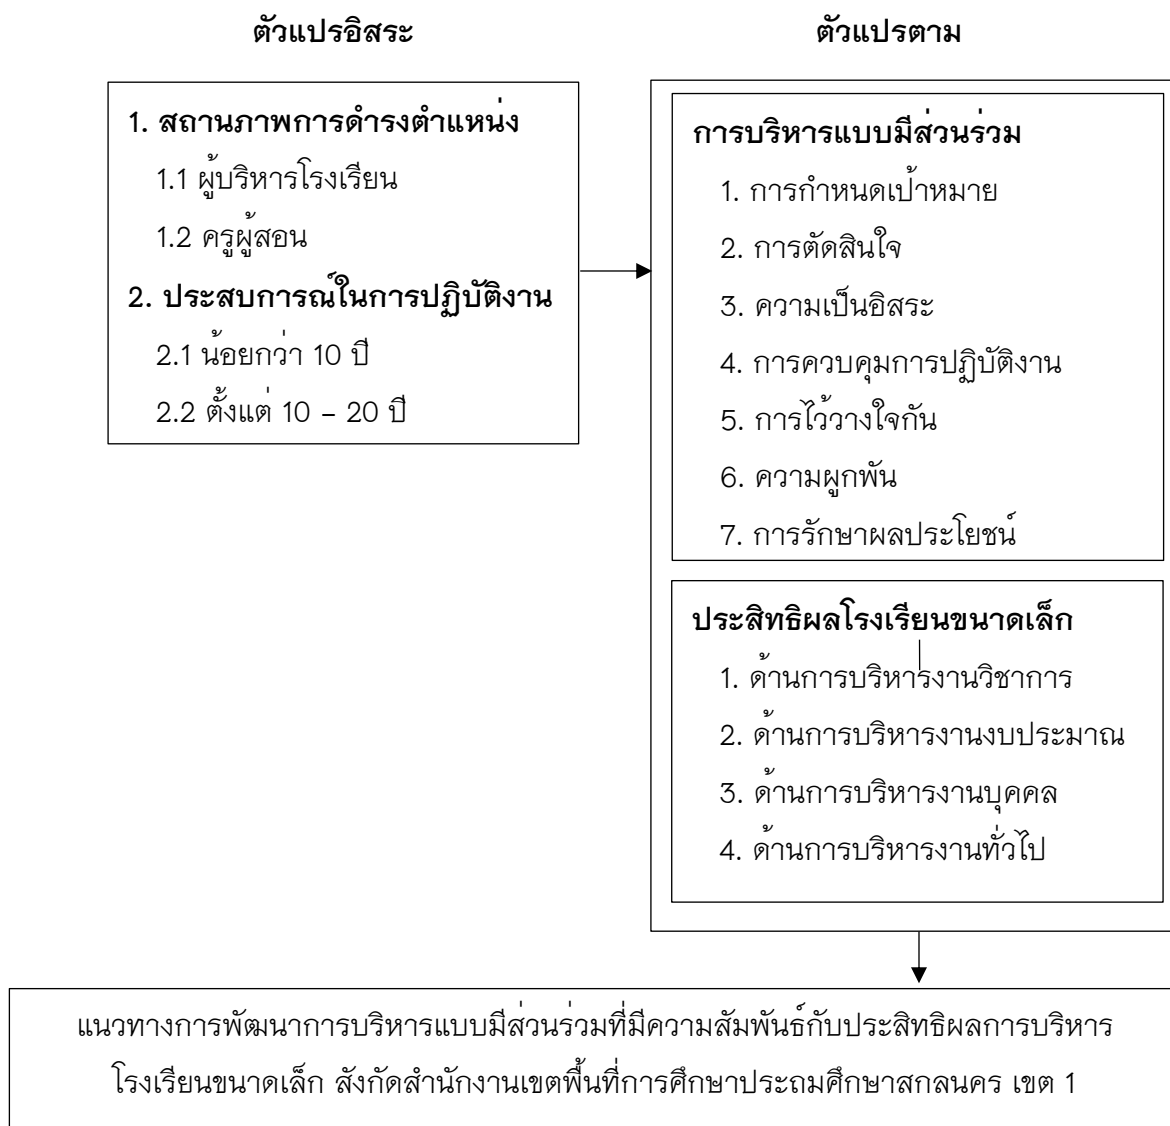 ตัวแปรอิสระ
ตัวแปรตาม
1. สถานภาพการดำรงตำแหน่ง
1.1 ผู้บริหารโรงเรียน
1.2 ครูผู้สอน
2. ประสบการณ์ในการปฏิบัติงาน
2.1 น้อยกว่า 10 ปี
2.2 ตั้งแต่ 10 – 20 ปี
การบริหารแบบมีส่วนร่วม
1. การกำหนดเป้าหมาย
2. การตัดสินใจ
3. ความเป็นอิสระ
4. การควบคุมการปฏิบัติงาน
5. การไว้วางใจกัน
6. ความผูกพัน
7. การรักษาผลประโยชน์
ประสิทธิผลโรงเรียนขนาดเล็ก
1. ด้านการบริหารงานวิชาการ
2. ด้านการบริหารงานงบประมาณ
3. ด้านการบริหารงานบุคคล
4. ด้านการบริหารงานทั่วไป
แนวทางการพัฒนาการบริหารแบบมีส่วนร่วมที่มีความสัมพันธ์กับประสิทธิผลการบริหาร
โรงเรียนขนาดเล็ก สังกัดสำนักงานเขตพื้นที่การศึกษาประถมศึกษาสกลนคร เขต 1